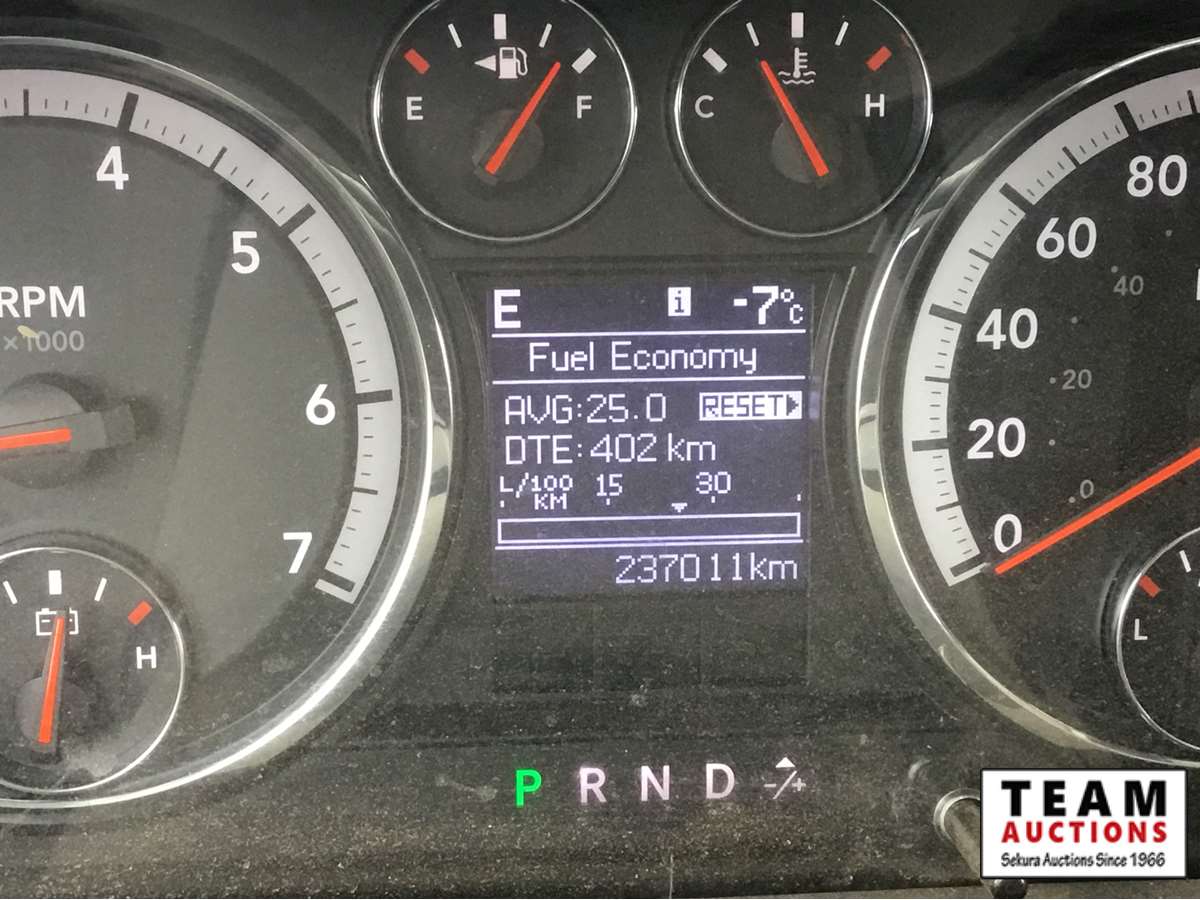 E F
C H
4
5
6
7
RPM
×1000
H
E i -7°C
Fuel Economy
AVG:25.0 RESET
DTE:402 km
L/100 KM 15 30
237011km
80
60
40
20
0
40
20
0
L
P R N D -/+
TEAM
AUCTIONS
Sekura Auctions Since 1966